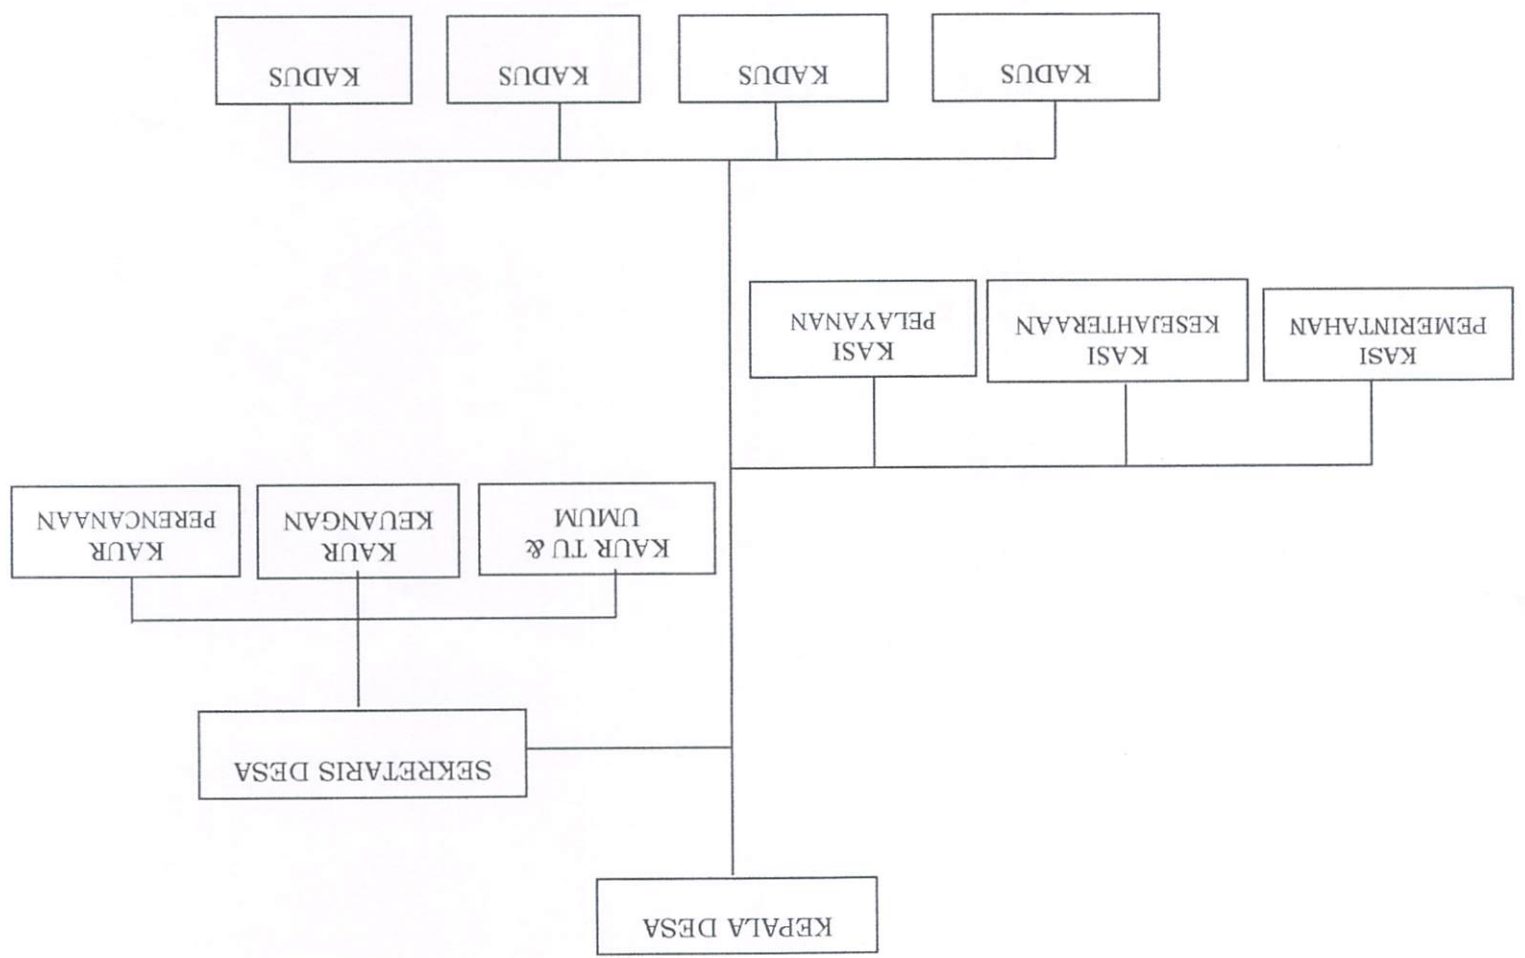 KEPALA DESA
SEKRETARIS DESA
KAUR TU &
UMUM
KAUR
KEUANGAN
KAUR
PERENCANAAN
KASI
PEMERINTAHAN
KASI
KESEJAHTERAAN
KASI
PELAYANAN
KADUS
KADUS
KADUS
KADUS